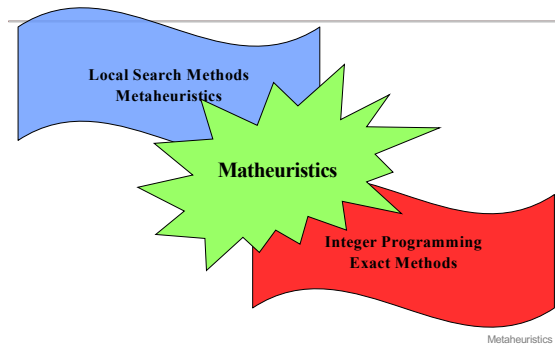 Local Search Methods
Metaheuristics
Matheuristics
Integer Programming
Exact Methods
Metaheuristics